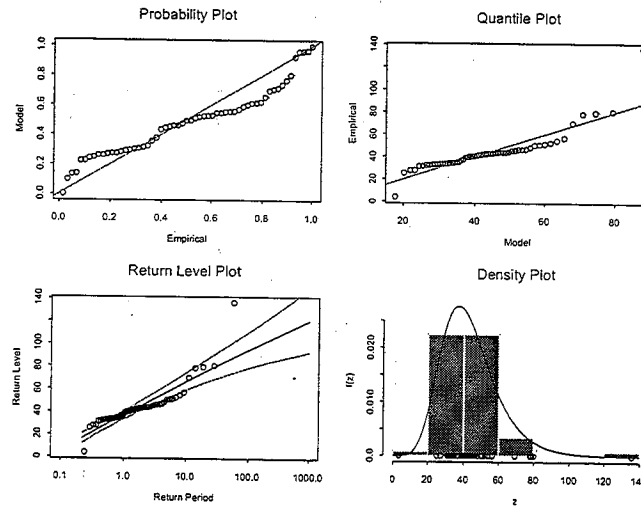 Probability Plot
Model
0.0 0.2 0.4 0.6 0.8 1.0
0.0 0.2 0.4 0.6 0.8 1.0
Empirical
Quantile Plot
Empirical
0 20 40 60 80 100 140
20 40 60 80
Model
Return Level Plot
Return Level
0 20 40 60 80 100 140
0.1 1.0 10.0 100.0 1000.0
Return Period
Density Plot
f(z)
0.0 0.010 0.020
0 20 40 60 80 100 120 140
z